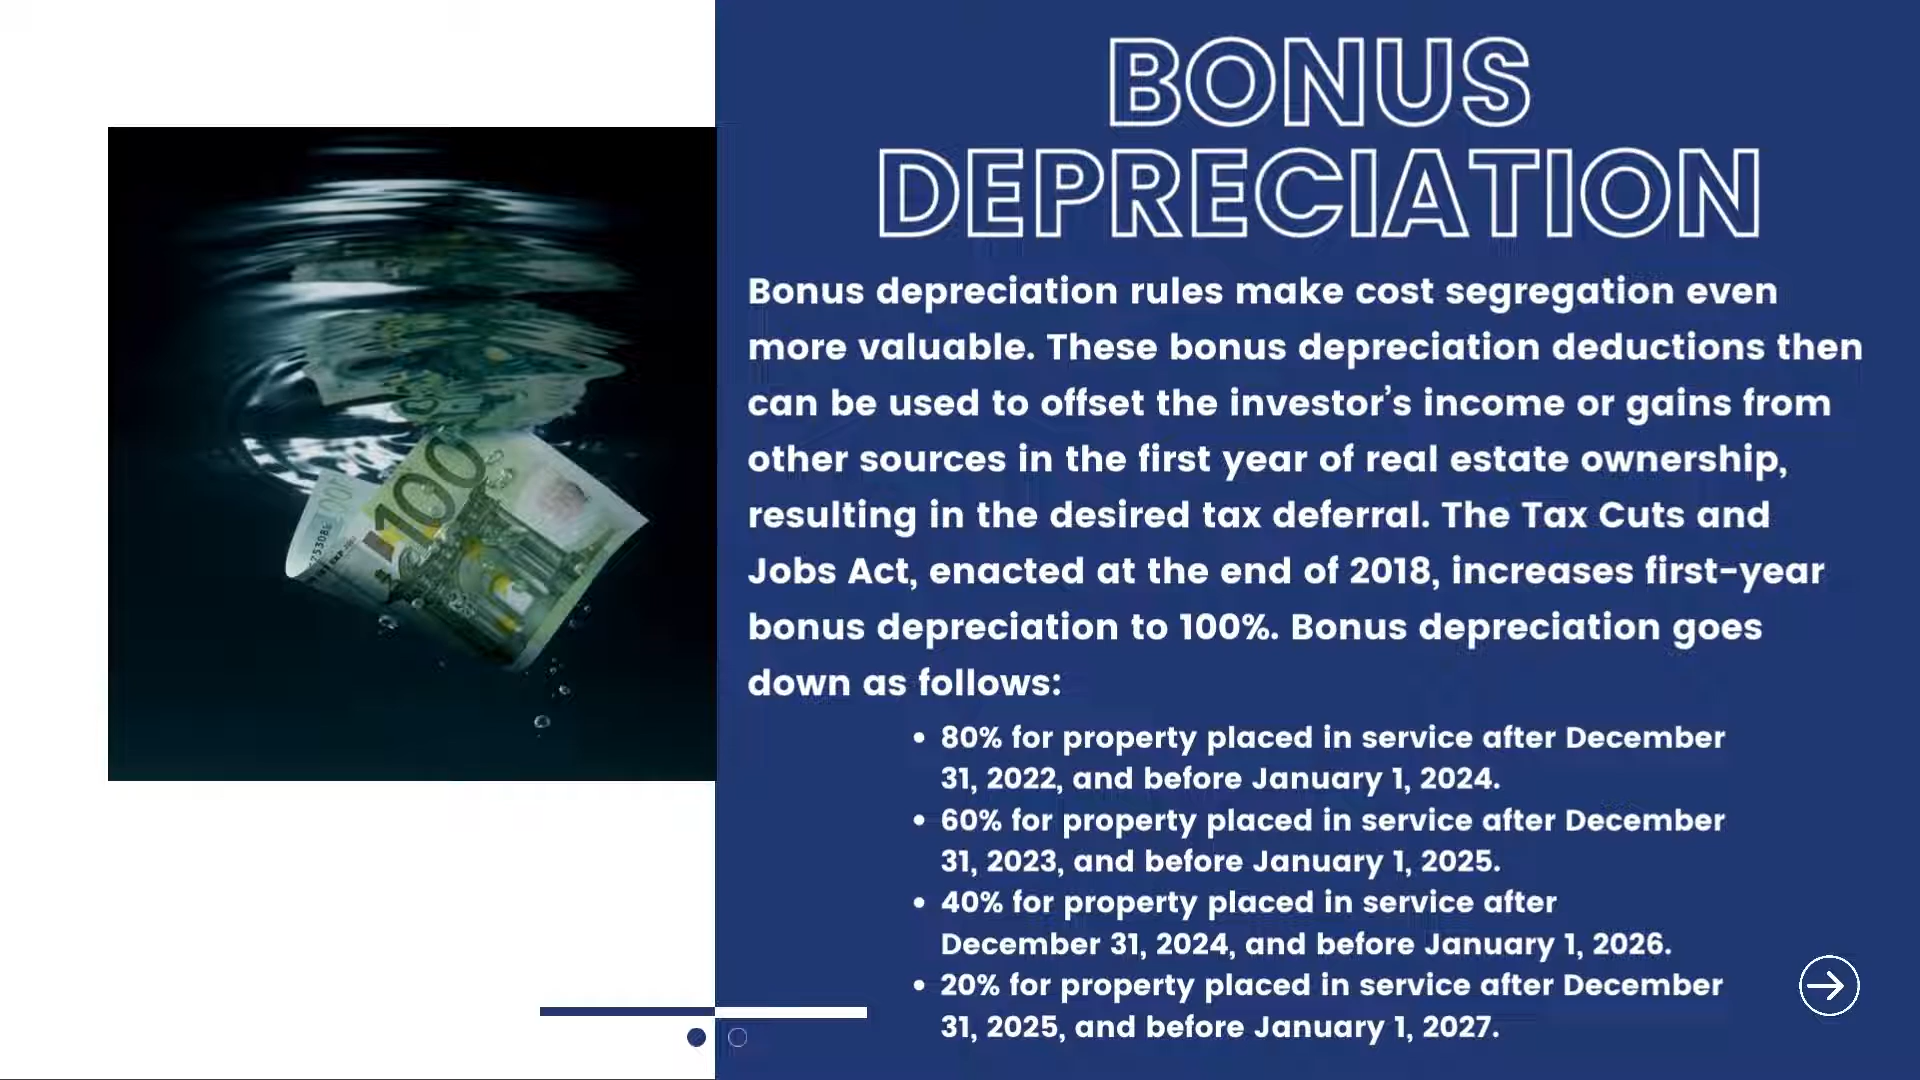 BONUS
DEPRECIATION
Bonus depreciation rules make cost segregation even
more valuable. These bonus depreciation deductions then
can be used to offset the investor’s income or gains from
other sources in the first year of real estate ownership,
resulting in the desired tax deferral. The Tax Cuts and
Jobs Act, enacted at the end of 2018, increases first-year
bonus depreciation to 100%. Bonus depreciation goes
down as follows:
• 80% for property placed in service after December
31, 2022, and before January 1, 2024.
• 60% for property placed in service after December
31, 2023, and before January 1, 2025.
• 40% for property placed in service after
December 31, 2024, and before January 1, 2026.
• 20% for property placed in service after December
31, 2025, and before January 1, 2027.
100